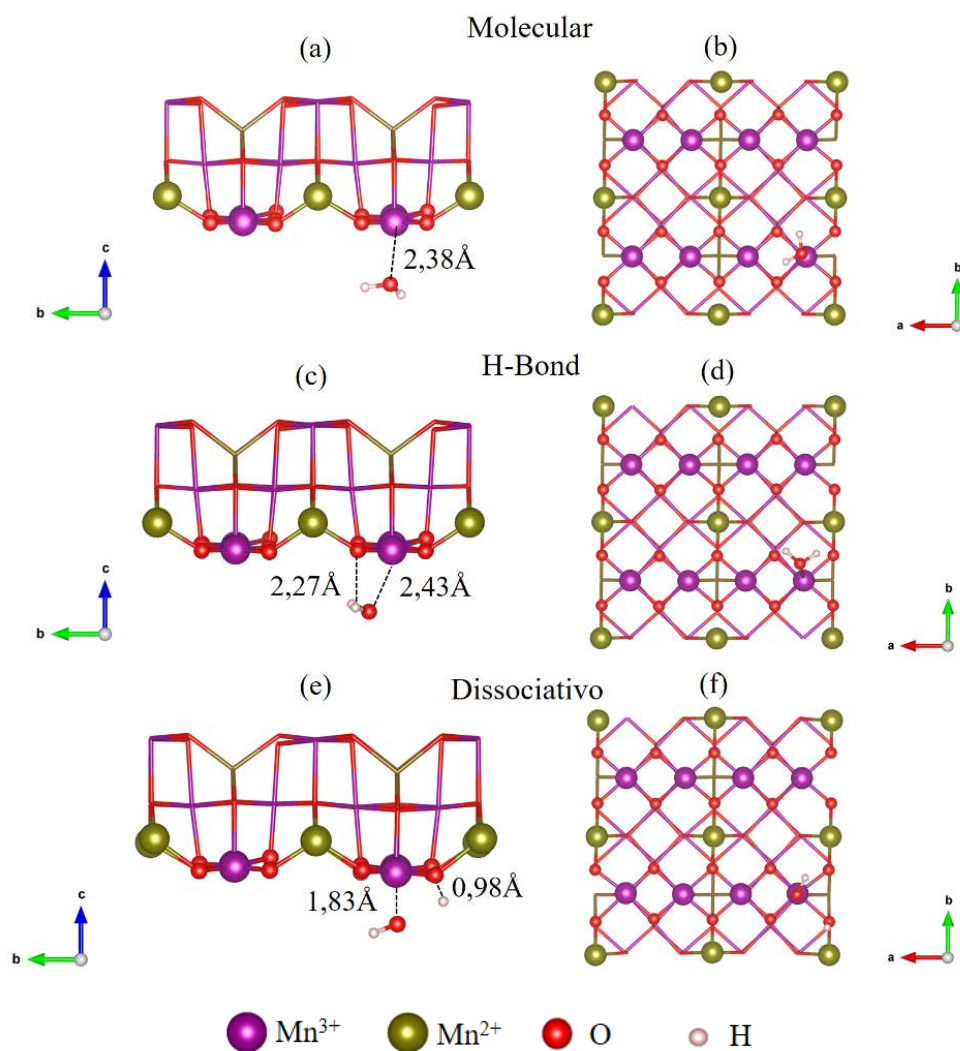 Molecular
(a) (b)
2,38Å
c
b
b
a
H-Bond
(c) (d)
2,27Å 2,43Å
c
b
b
a
Dissociativo
(e) (f)
1,83Å 0,98Å
c
b
b
a
Mn³⁺ Mn²⁺ O H